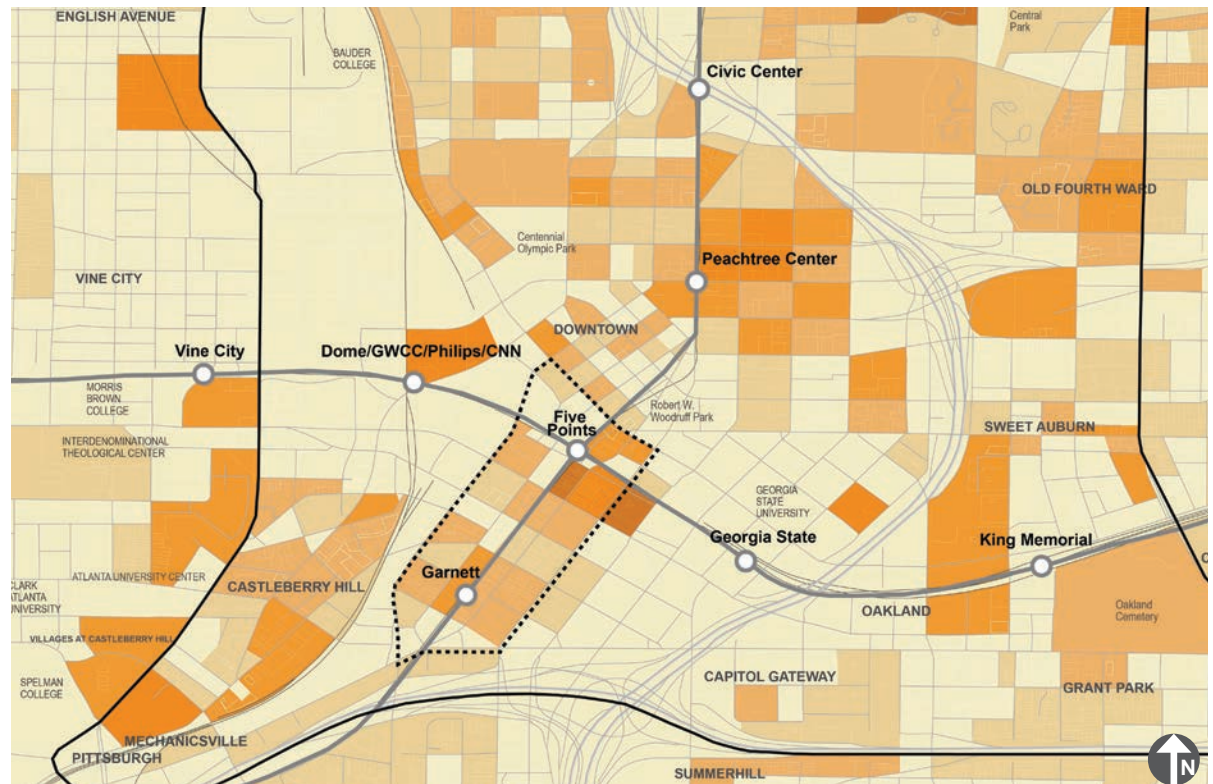 ENGLISH AVENUE
Central
Park
BAUDER
COLLEGE
Civic Center
OLD FOURTH WARD
Centennial
Olympic Park
Peachtree Center
VINE CITY
DOWNTOWN
Vine City
Dome/GWCC/Philips/CNN
MORRIS
BROWN
COLLEGE
Robert W.
Woodruff Park
Five
Points
SWEET AUBURN
INTERDENOMINATIONAL
THEOLOGICAL CENTER
GEORGIA
STATE
UNIVERSITY
Georgia State
King Memorial
Garnett
ATLANTA UNIVERSITY CENTER
CASTLEBERRY HILL
CLARK
ATLANTA
UNIVERSITY
OAKLAND
Oakland
Cemetery
VILLAGES AT CASTLEBERRY HILL
SPELMAN
COLLEGE
CAPITOL GATEWAY
GRANT PARK
MECHANICSVILLE
PITTSBURGH
SUMMERHILL
N